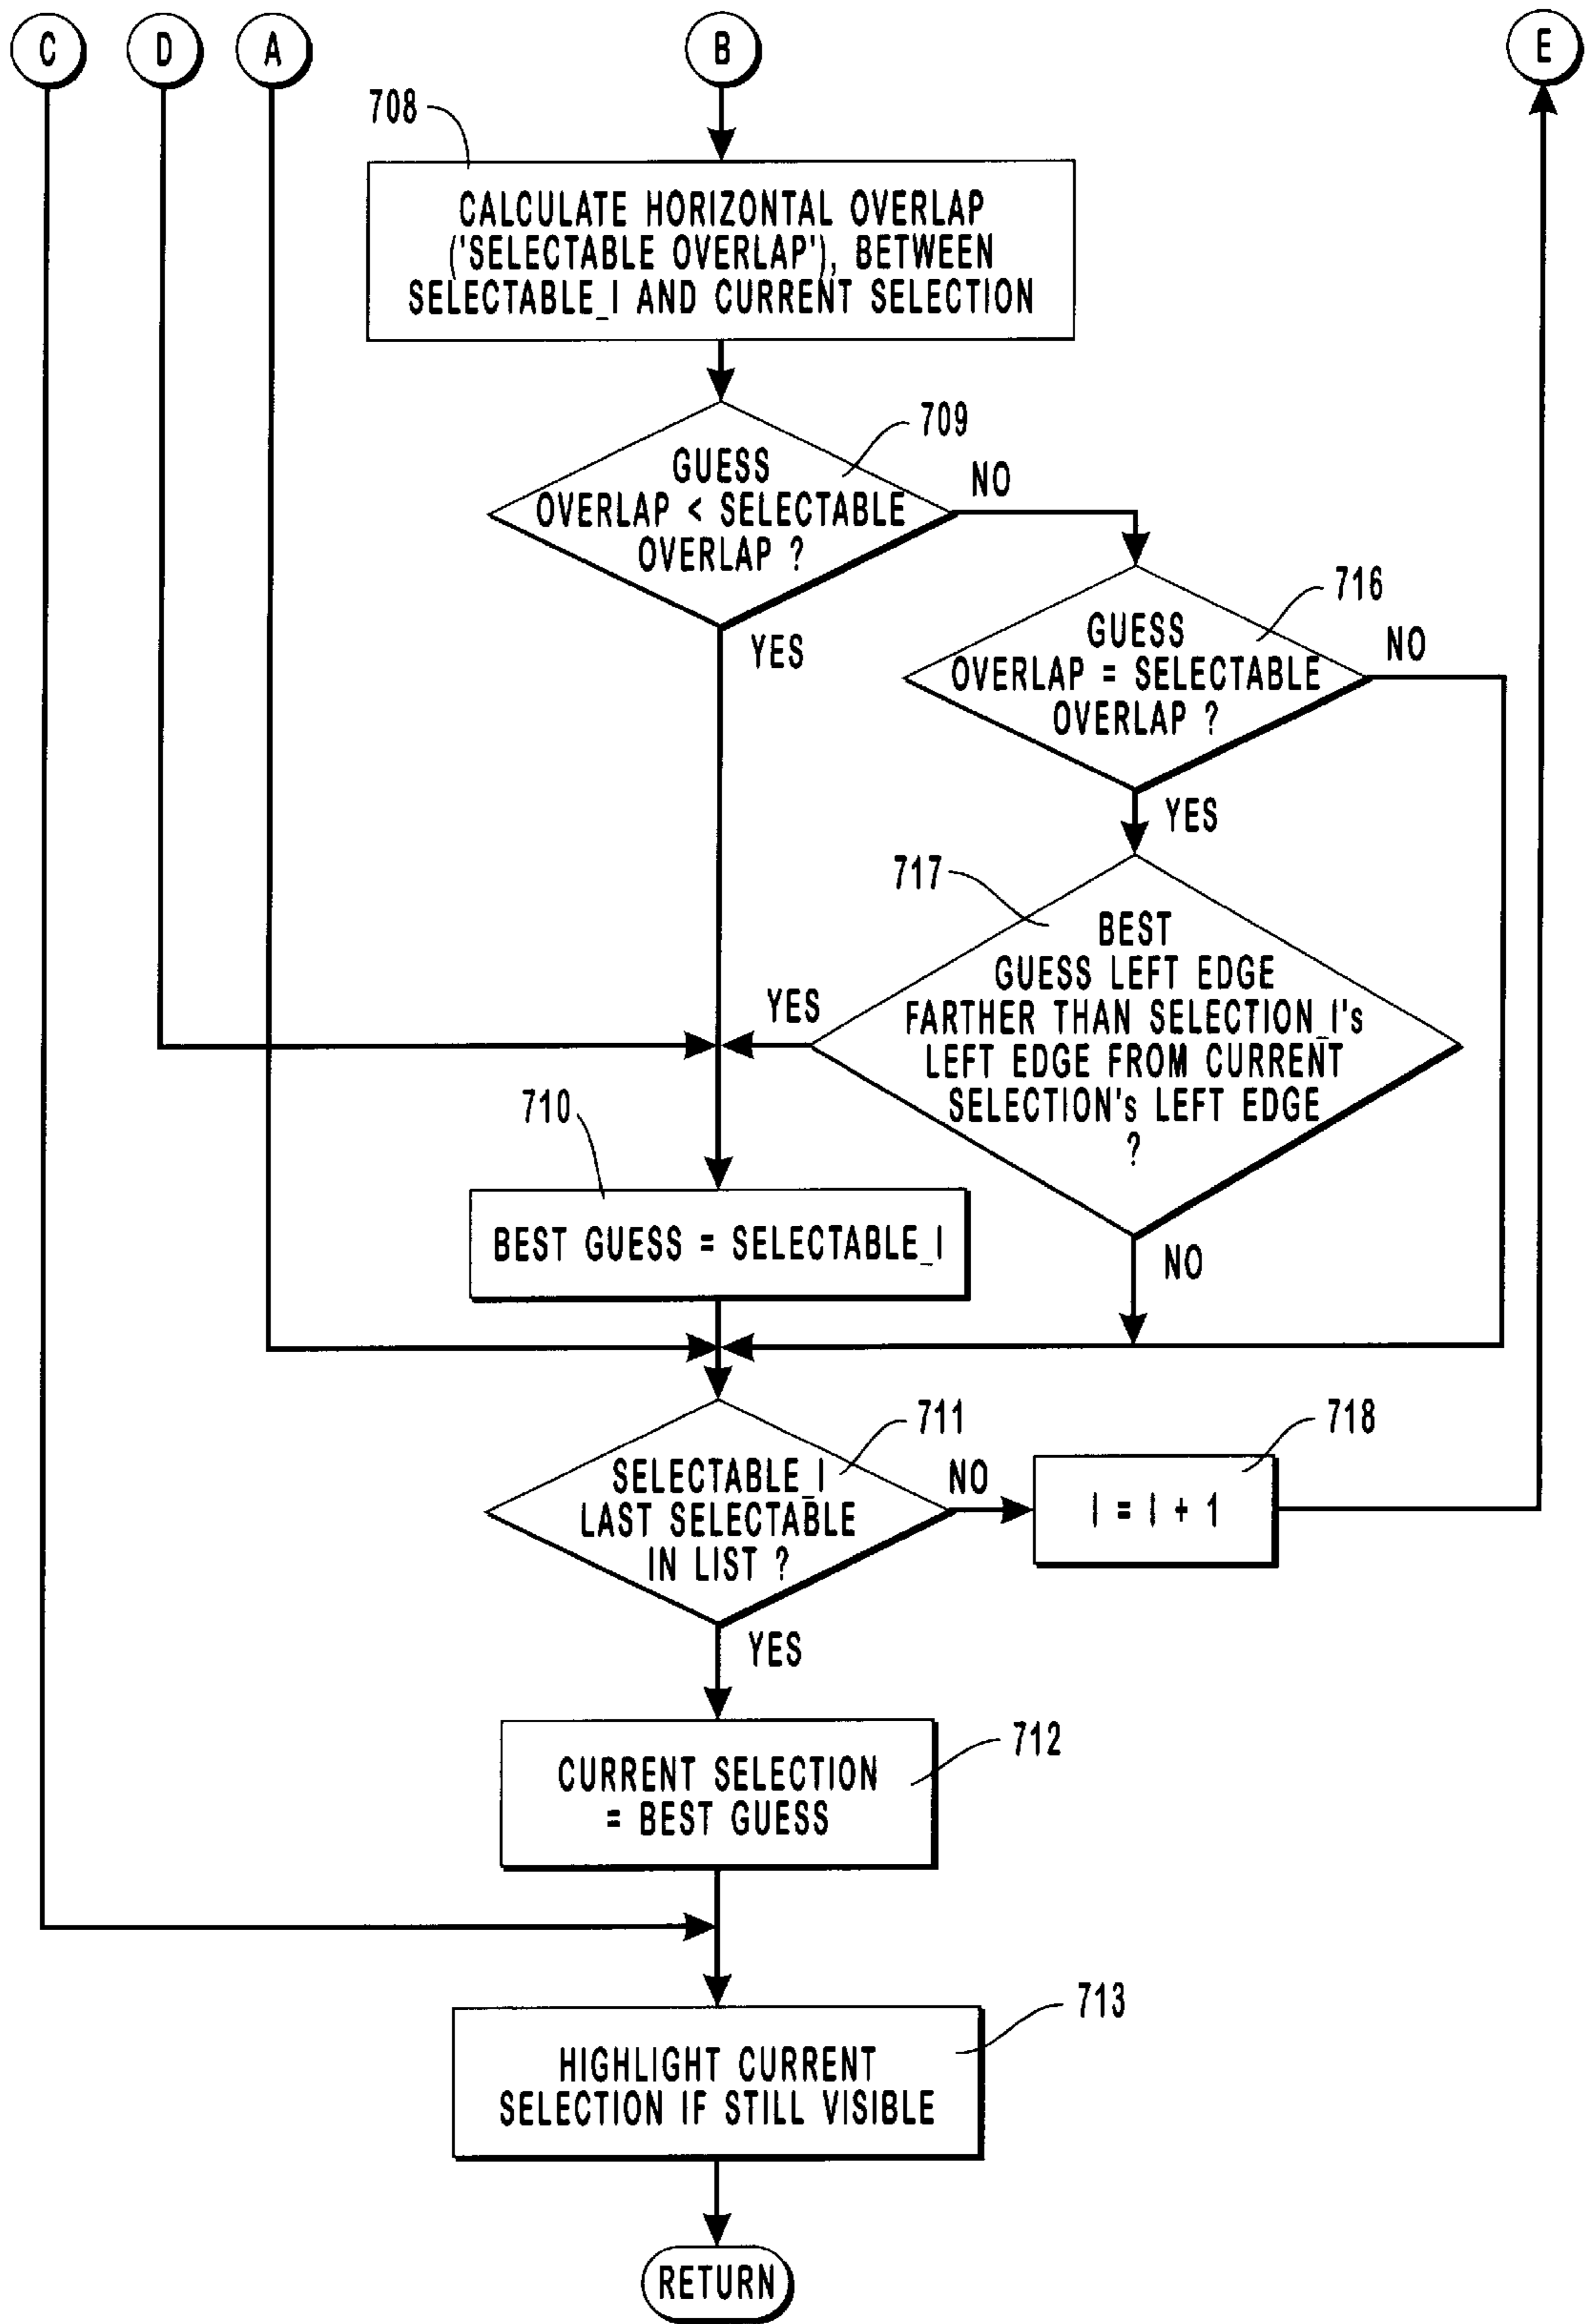 C
D
A
B
E
708
CALCULATE HORIZONTAL OVERLAP
('SELECTABLE OVERLAP'), BETWEEN
SELECTABLE_I AND CURRENT SELECTION
709
GUESS
OVERLAP < SELECTABLE
OVERLAP ?
NO
YES
716
GUESS
OVERLAP = SELECTABLE
OVERLAP ?
NO
YES
717
BEST
GUESS LEFT EDGE
FARTHER THAN SELECTION_I's
LEFT EDGE FROM CURRENT
SELECTION's LEFT EDGE
?
YES
NO
710
BEST GUESS = SELECTABLE_I
711
SELECTABLE_I
LAST SELECTABLE
IN LIST ?
NO
718
I = I + 1
YES
712
CURRENT SELECTION
= BEST GUESS
713
HIGHLIGHT CURRENT
SELECTION IF STILL VISIBLE
RETURN